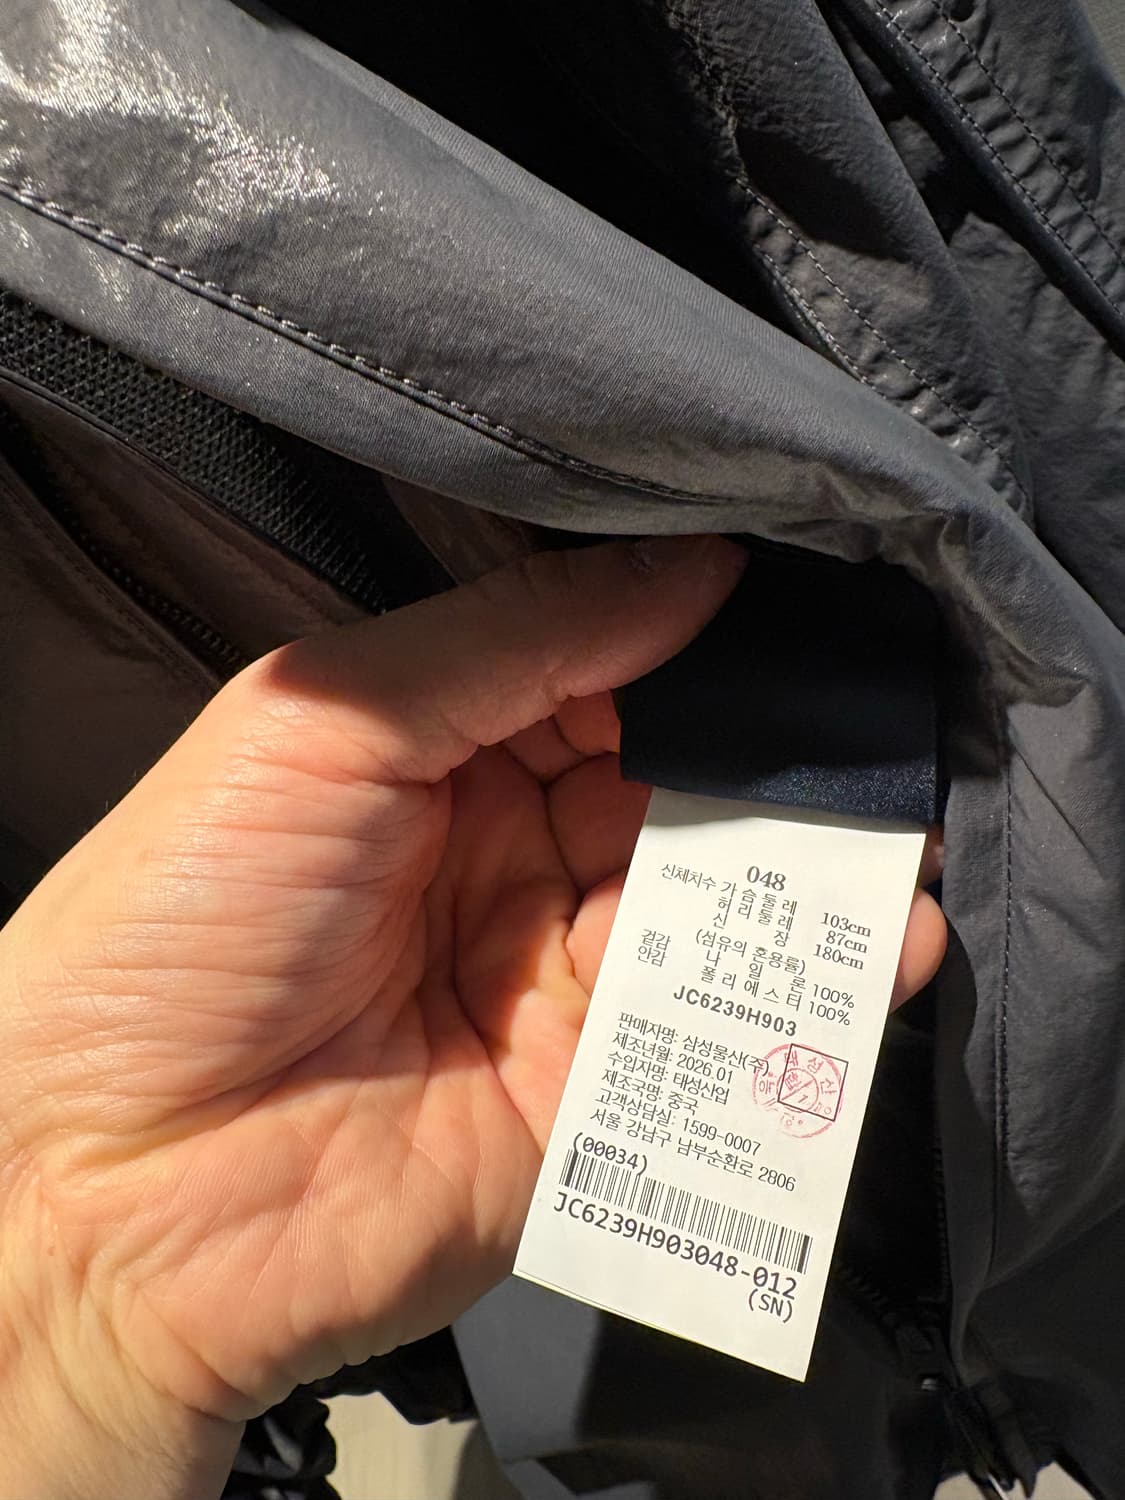 048
신체치수 가슴둘레 103cm
허리둘레 87cm
신장 180cm
(섬유의 혼용률)
겉감 나일론 100%
안감 폴리에스터 100%
JC6239H903
판매자명: 삼성물산(주)
제조년월: 2026.01
수입자명: 태성산업
제조국명: 중국
고객상담실: 1599-0007
서울 강남구 남부순환로 2806
(00034)
JC6239H903048-012
(SN)